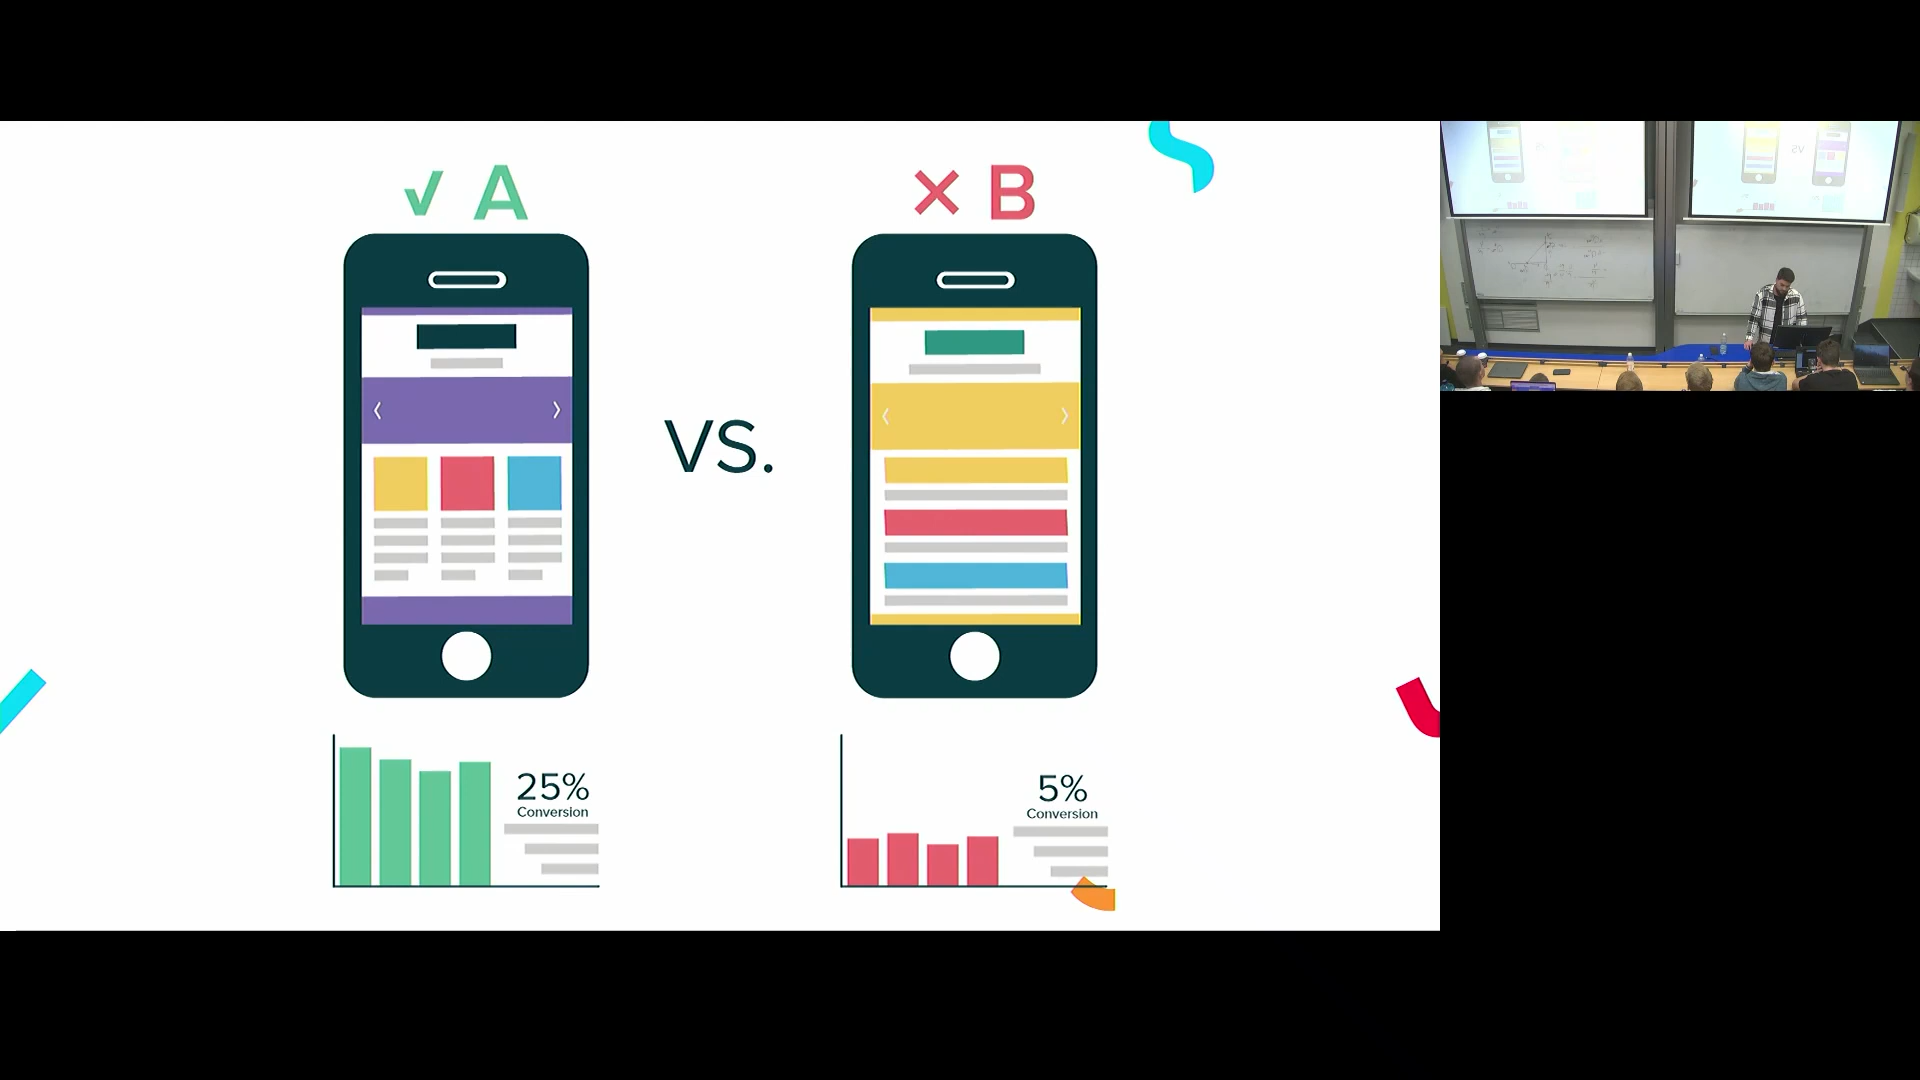 ✓ A
✕ B
VS.
25%
Conversion
5%
Conversion